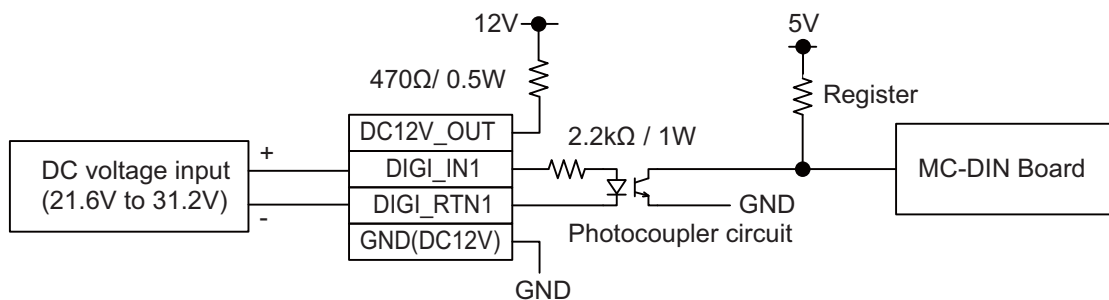 12V
5V
470Ω/ 0.5W
Register
DC12V_OUT
2.2kΩ / 1W
DC voltage input
(21.6V to 31.2V)
+
-
DIGI_IN1
DIGI_RTN1
GND(DC12V)
GND
Photocoupler circuit
MC-DIN Board
GND